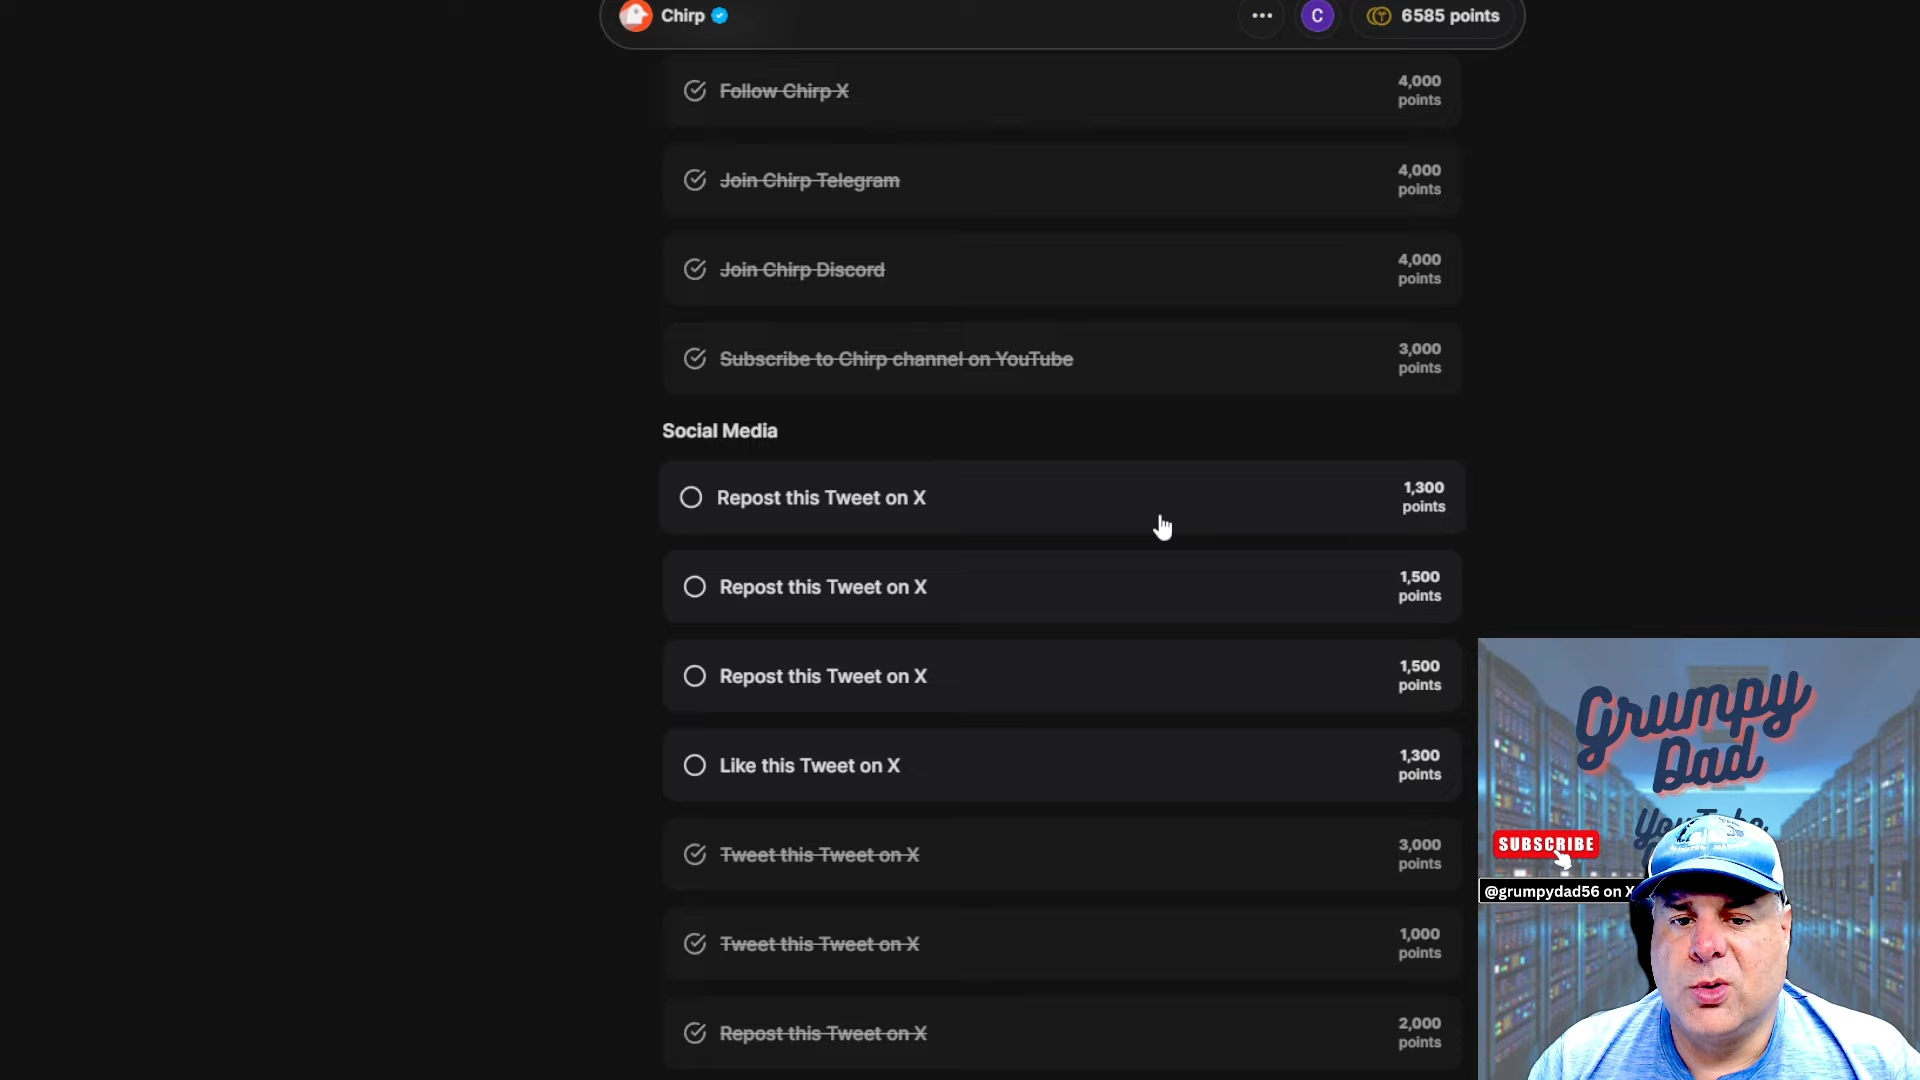 Chirp
6585 points
C
Follow Chirp X
4,000
points
Join Chirp Telegram
4,000
points
Join Chirp Discord
4,000
points
Subscribe to Chirp channel on YouTube
3,000
points
Social Media
Repost this Tweet on X
1,300
points
Repost this Tweet on X
1,500
points
Repost this Tweet on X
1,500
points
Like this Tweet on X
1,300
points
Tweet this Tweet on X
3,000
points
Tweet this Tweet on X
1,000
points
Repost this Tweet on X
2,000
points
Grumpy
Dad
YouTube
SUBSCRIBE
@grumpydad56 on X